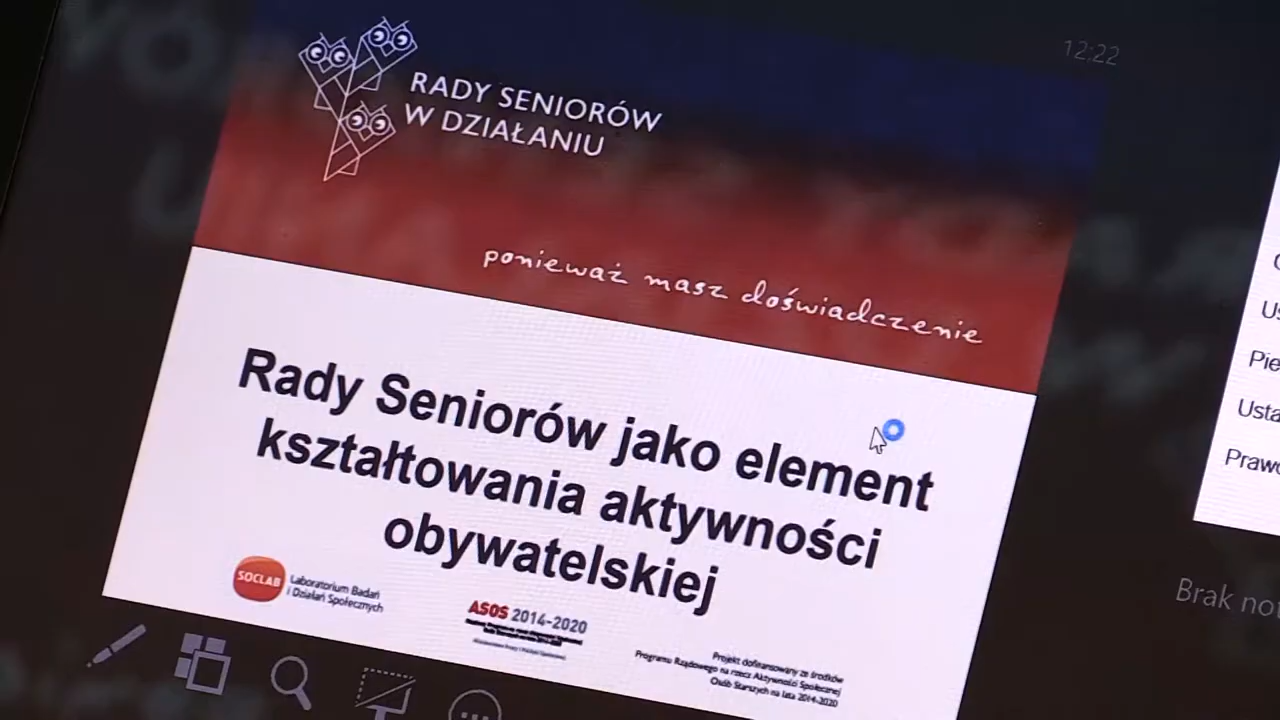 12:22
RADY SENIORÓW
W DZIAŁANIU
ponieważ masz doświadczenie
Rady Seniorów jako element
kształtowania aktywności
obywatelskiej
SOCLAB
Laboratorium Badań
i Działań Społecznych
ASOS 2014-2020
Projekt dofinansowany ze środków
Programu Rządowego na rzecz Aktywności Społecznej
Osób Starszych na lata 2014-2020
Brak